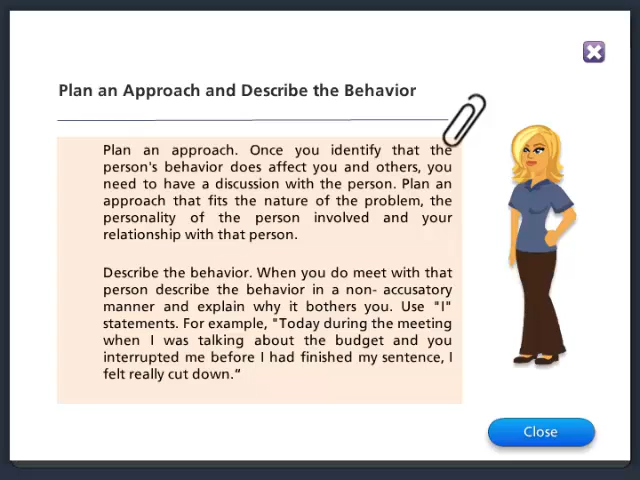 Plan an Approach and Describe the Behavior
Plan an approach. Once you identify that the
person's behavior does affect you and others, you
need to have a discussion with the person. Plan an
approach that fits the nature of the problem, the
personality of the person involved and your
relationship with that person.
Describe the behavior. When you do meet with that
person describe the behavior in a non- accusatory
manner and explain why it bothers you. Use "I"
statements. For example, "Today during the meeting
when I was talking about the budget and you
interrupted me before I had finished my sentence, I
felt really cut down.“
Close